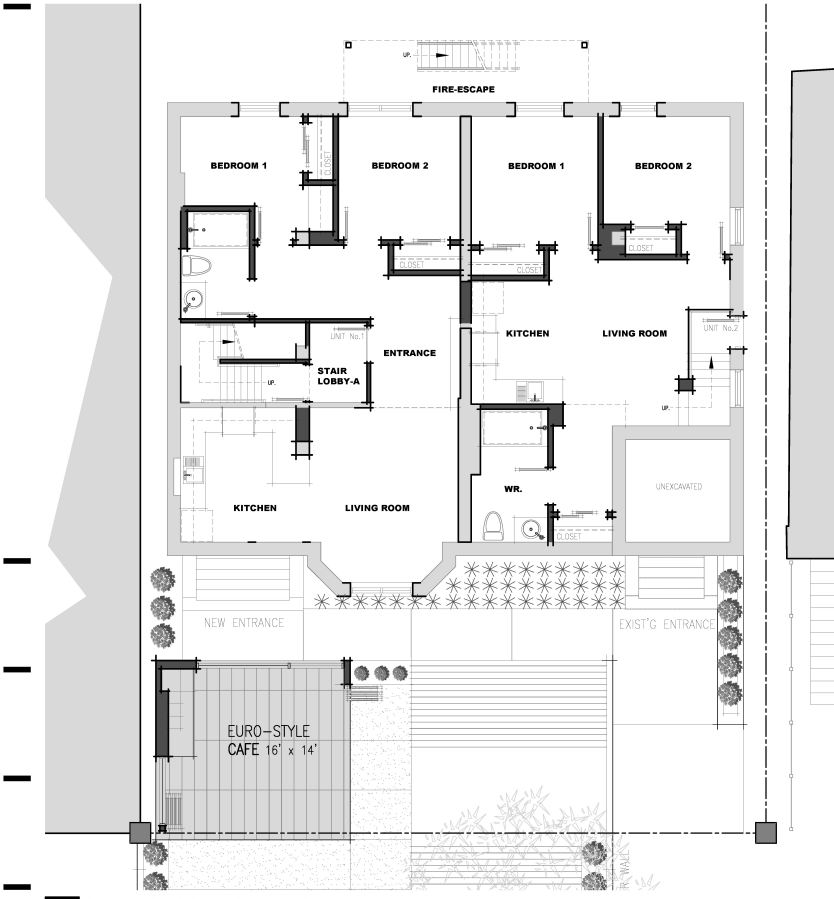 UP.
FIRE-ESCAPE
BEDROOM 1
CLOSET
BEDROOM 2
BEDROOM 1
BEDROOM 2
CLOSET
CLOSET
CLOSET
UNIT No.1
STAIR
LOBBY-A
UP.
ENTRANCE
KITCHEN
LIVING ROOM
UNIT No.2
UP.
KITCHEN
LIVING ROOM
WR.
CLOSET
UNEXCAVATED
NEW ENTRANCE
EXIST'G ENTRANCE
EURO-STYLE
CAFE 16' x 14'